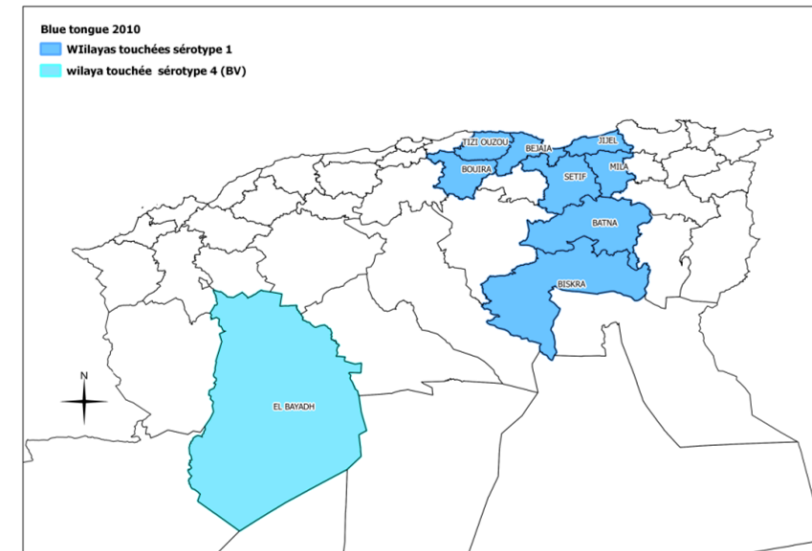 Blue tongue 2010
WIilayas touchées sérotype 1
wilaya touchée sérotype 4 (BV)
TIZI OUZOU
BEJAIA
JIJEL
BOUIRA
SETIF
MILA
BATNA
BISKRA
N
EL BAYADH